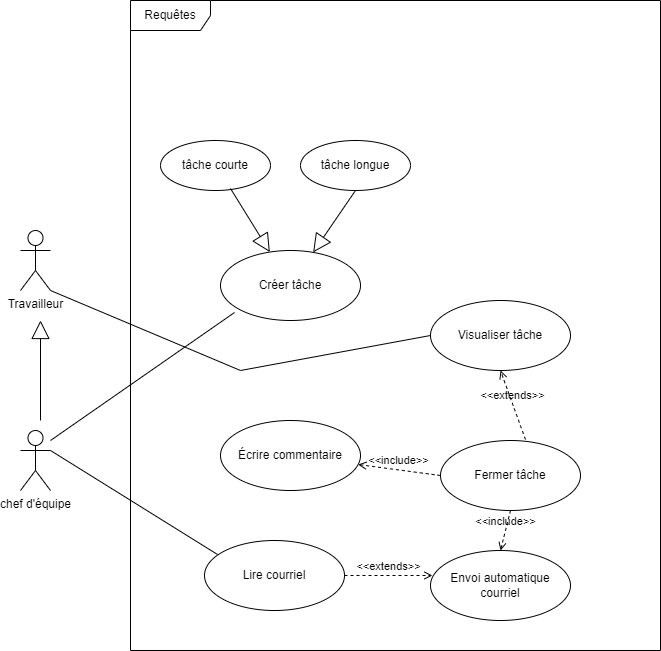 Requêtes
tâche courte
tâche longue
Créer tâche
Travailleur
Visualiser tâche
<<extends>>
Écrire commentaire
<<include>>
Fermer tâche
chef d'équipe
<<include>>
Lire courriel
<<extends>>
Envoi automatique
courriel